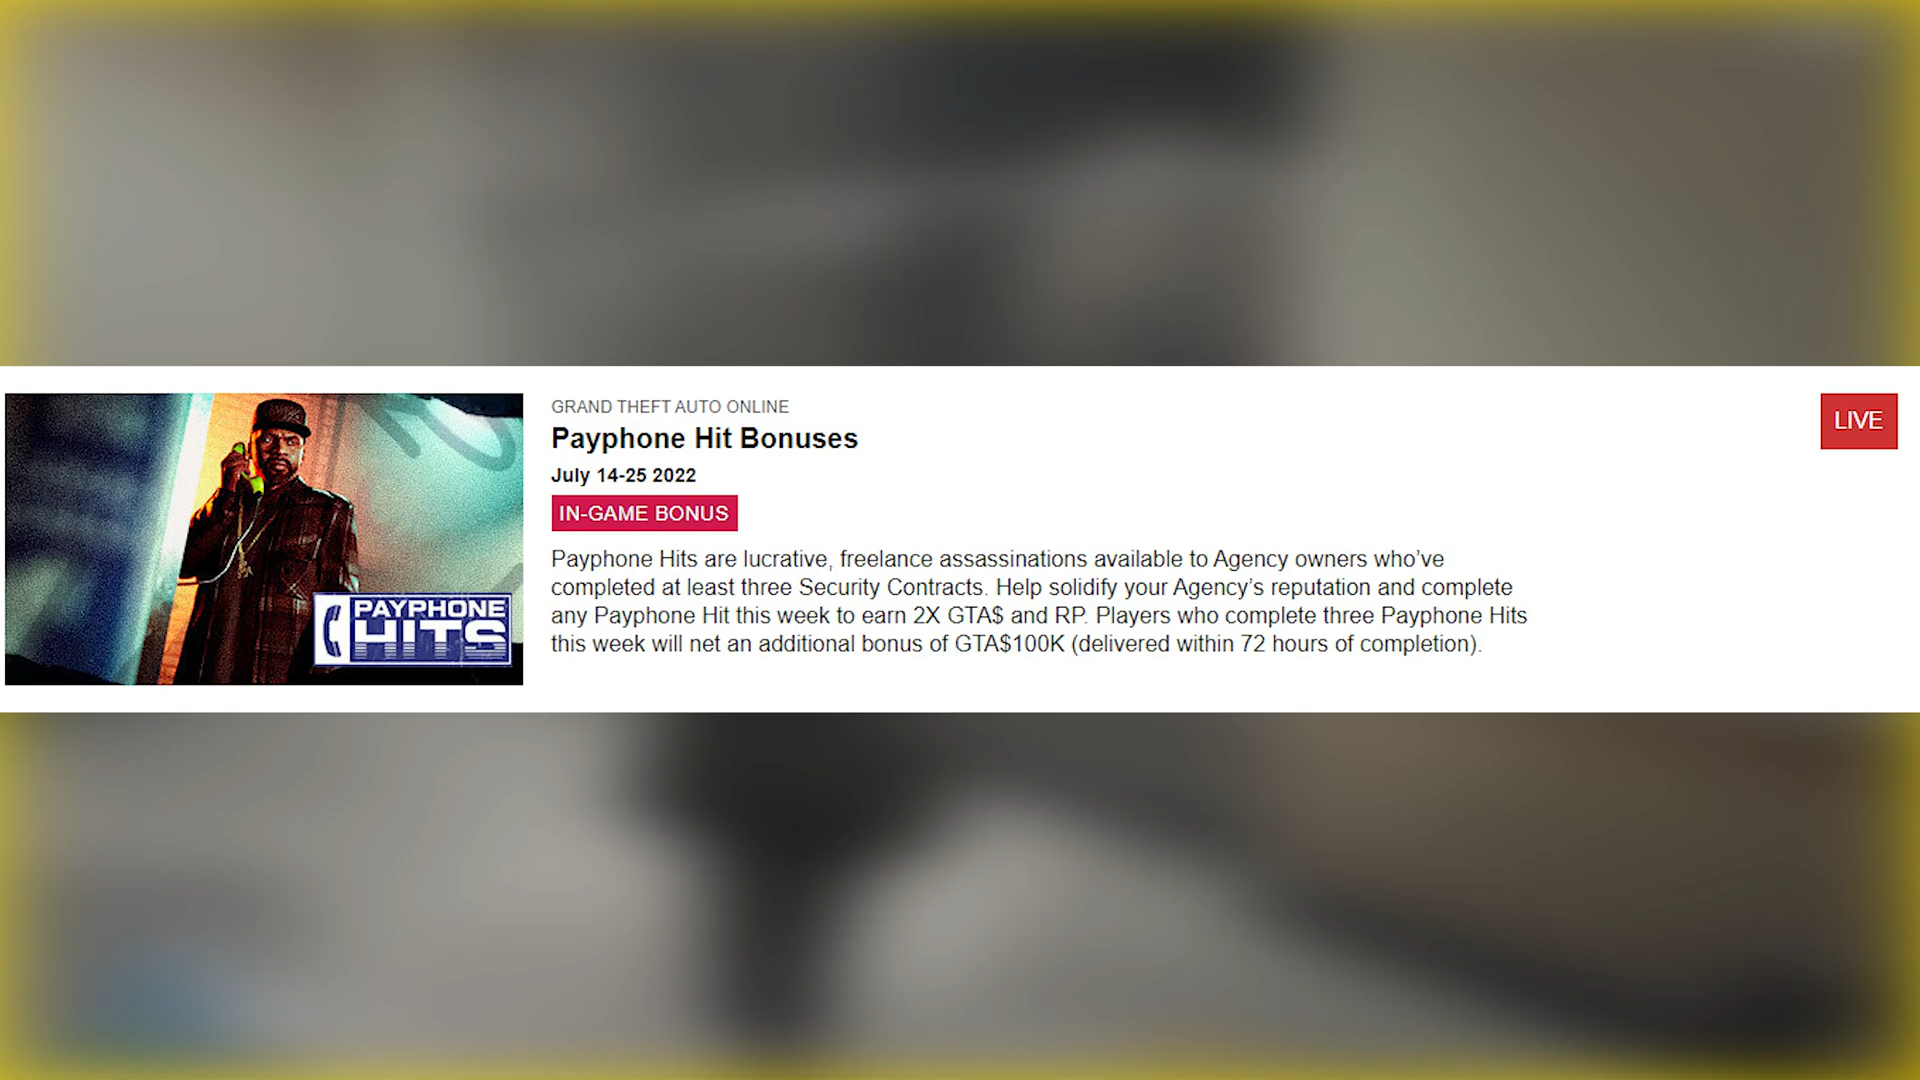 GRAND THEFT AUTO ONLINE
Payphone Hit Bonuses
July 14-25 2022
IN-GAME BONUS
Payphone Hits are lucrative, freelance assassinations available to Agency owners who’ve
completed at least three Security Contracts. Help solidify your Agency’s reputation and complete
any Payphone Hit this week to earn 2X GTA$ and RP. Players who complete three Payphone Hits
this week will net an additional bonus of GTA$100K (delivered within 72 hours of completion).
LIVE
PAYPHONE
HITS